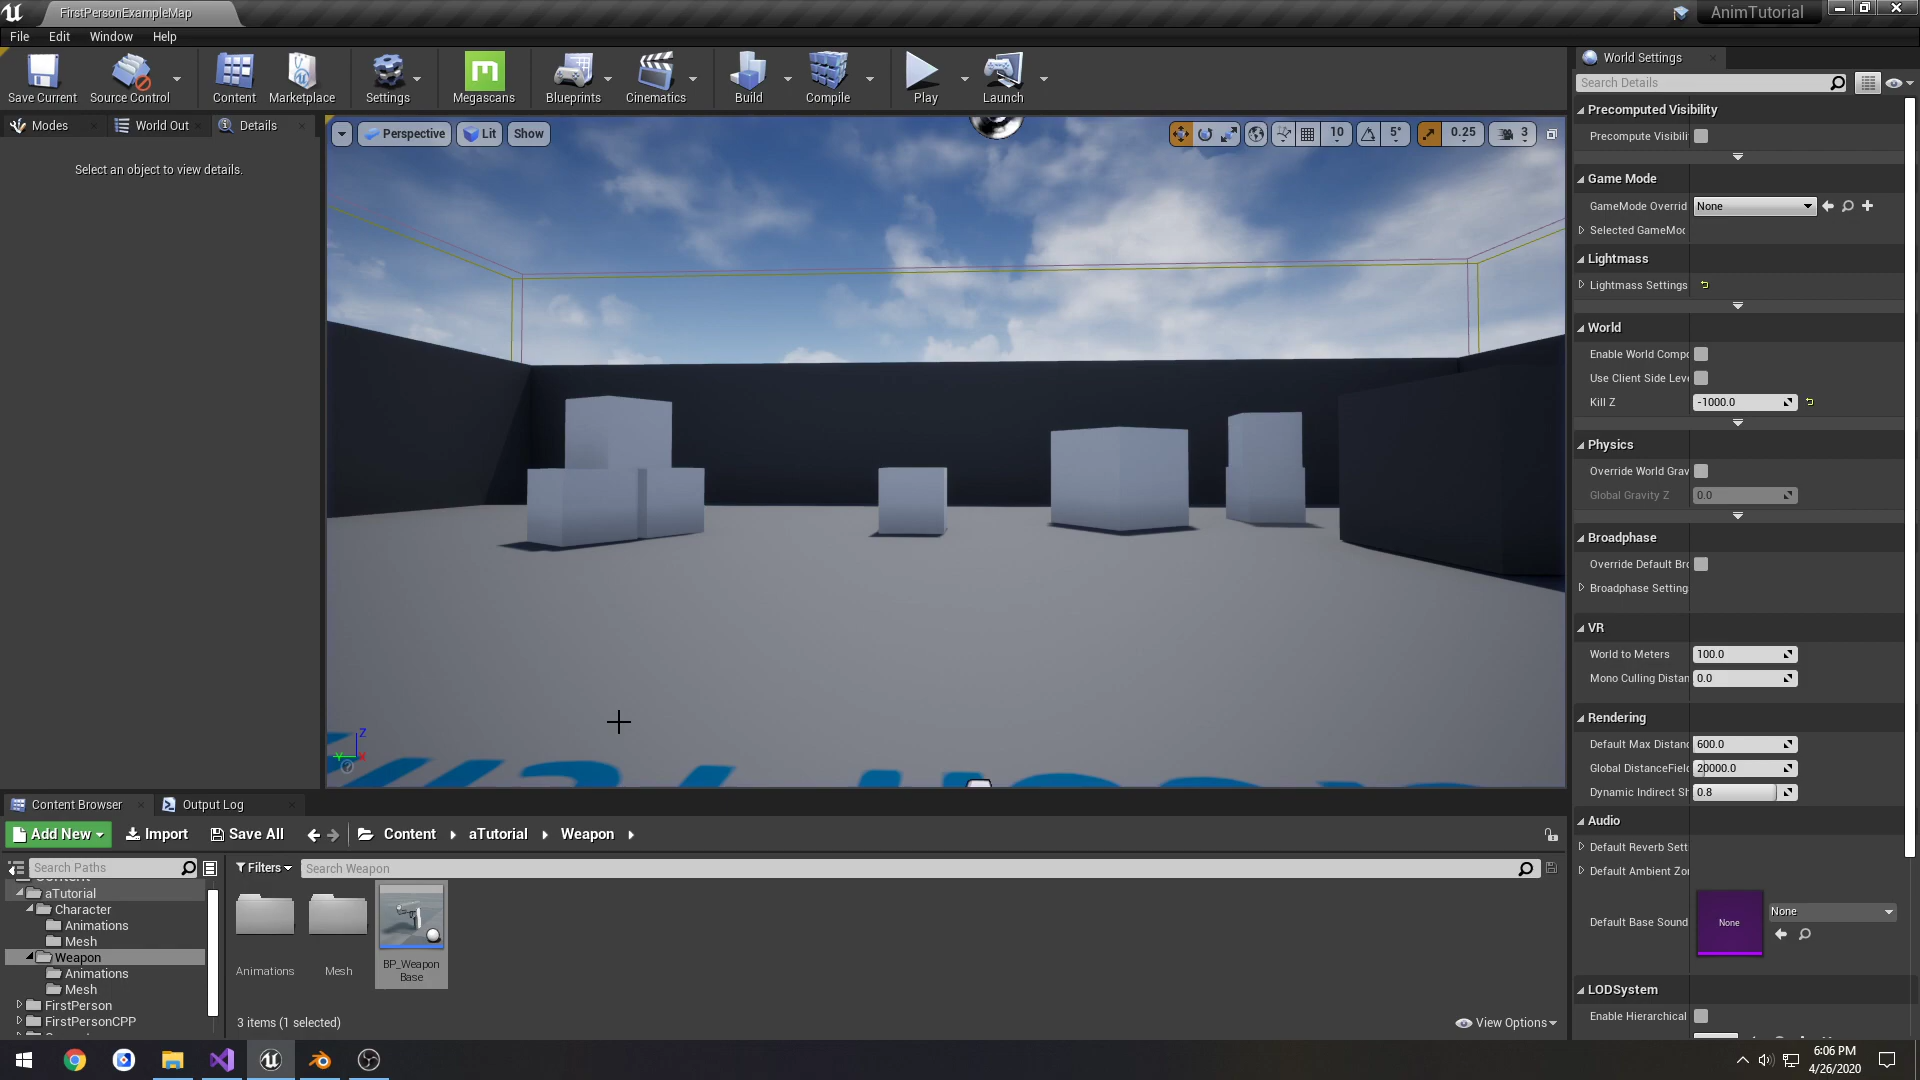 FirstPersonExampleMap
AnimTutorial
File Edit Window Help
Save Current
Source Control
Content
Marketplace
Settings
Megascans
Blueprints
Cinematics
Build
Compile
Play
Launch
World Settings
Search Details
Modes
World Out
Details
Select an object to view details.
Perspective
Lit
Show
10
5°
0.25
3
Z
Y
X
Precomputed Visibility
Precompute Visibili
Game Mode
GameMode Overrid None
Selected GameMod
Lightmass
Lightmass Settings
World
Enable World Compo
Use Client Side Leve
Kill Z -1000.0
Physics
Override World Grav
Global Gravity Z 0.0
Broadphase
Override Default Bro
Broadphase Setting
VR
World to Meters 100.0
Mono Culling Distan 0.0
Rendering
Default Max Distanc 600.0
Global DistanceField 20000.0
Dynamic Indirect Sh 0.8
Audio
Default Reverb Sett
Default Ambient Zon
Default Base Sound None None
LODSystem
Enable Hierarchical
Content Browser
Output Log
Add New
Import
Save All
Content
aTutorial
Weapon
Search Paths
Filters
Search Weapon
aTutorial
Character
Animations
Mesh
Weapon
Animations
Mesh
FirstPerson
FirstPersonCPP
Animations
Mesh
BP_Weapon
Base
3 items (1 selected)
View Options
6:06 PM
4/26/2020